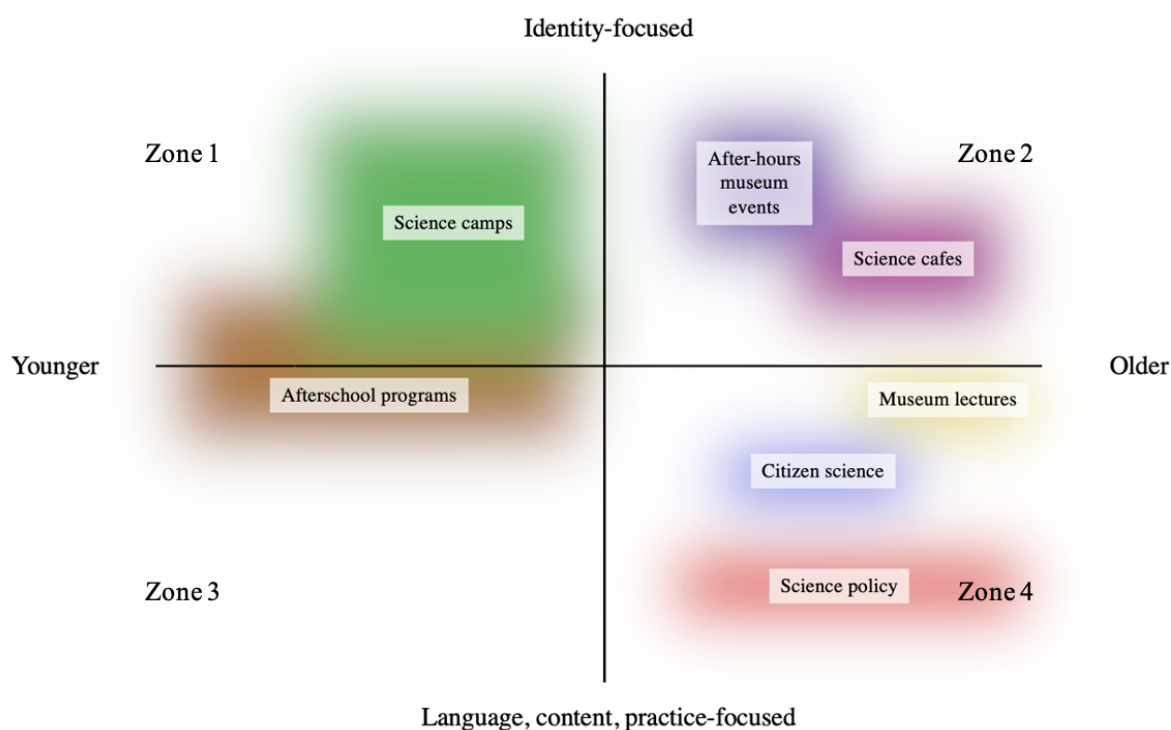 Identity-focused
Zone 1
After-hours
museum
events
Zone 2
Science camps
Science cafes
Younger
Older
Afterschool programs
Museum lectures
Citizen science
Zone 3
Science policy
Zone 4
Language, content, practice-focused